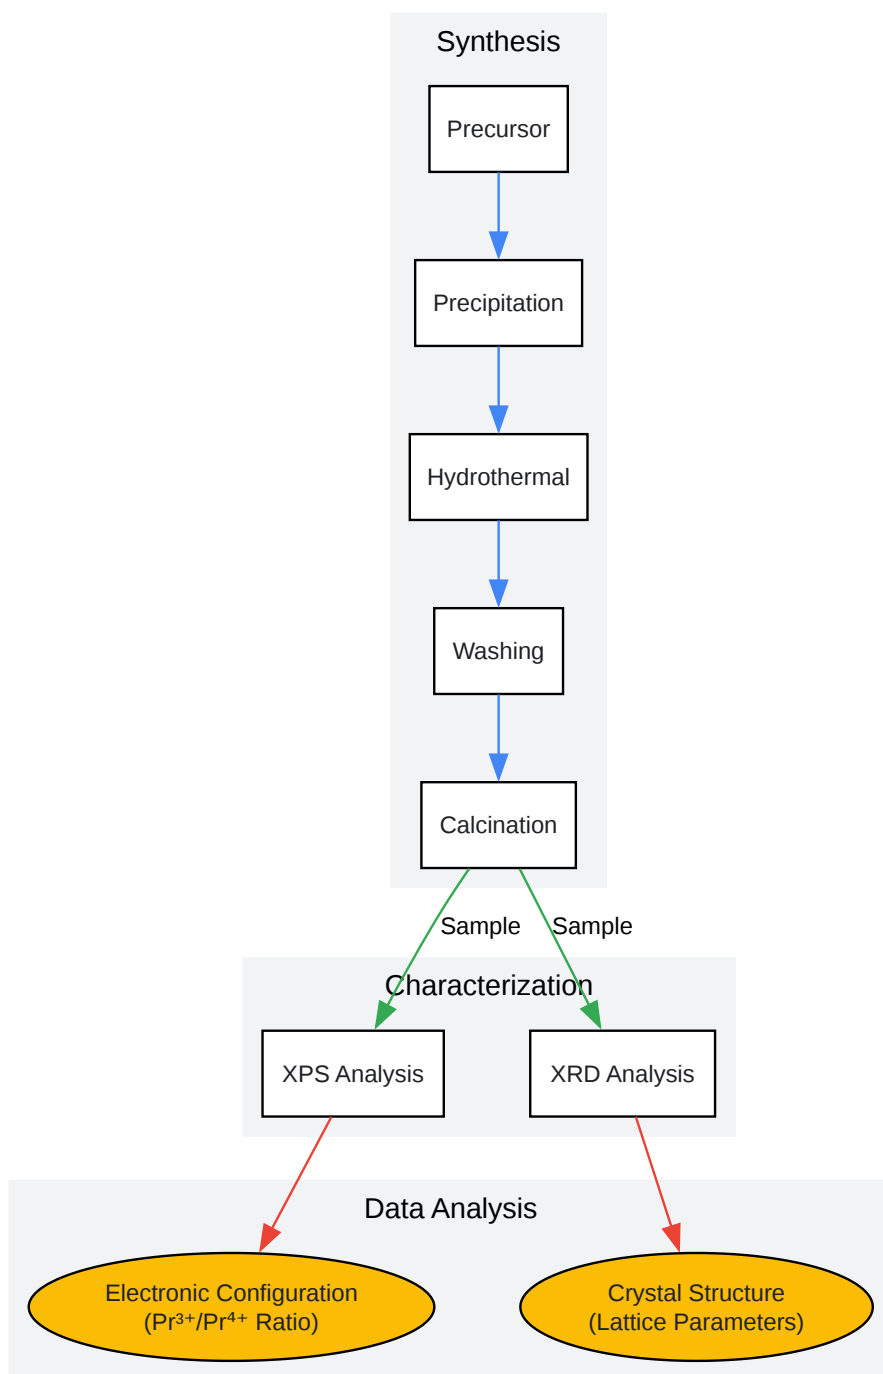 Synthesis
Precursor
Precipitation
Hydrothermal
Washing
Calcination
Sample
Sample
Characterization
XPS Analysis
XRD Analysis
Data Analysis
Electronic Configuration
(Pr³⁺/Pr⁴⁺ Ratio)
Crystal Structure
(Lattice Parameters)